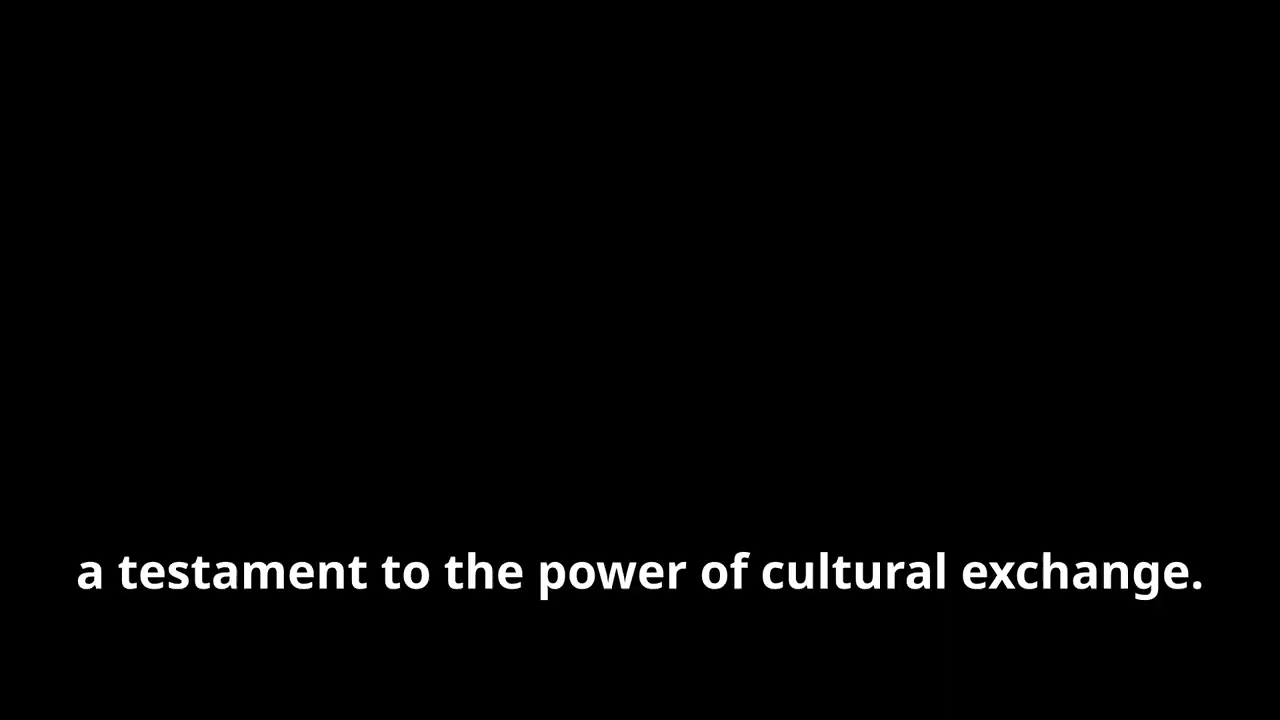 a testament to the power of cultural exchange.